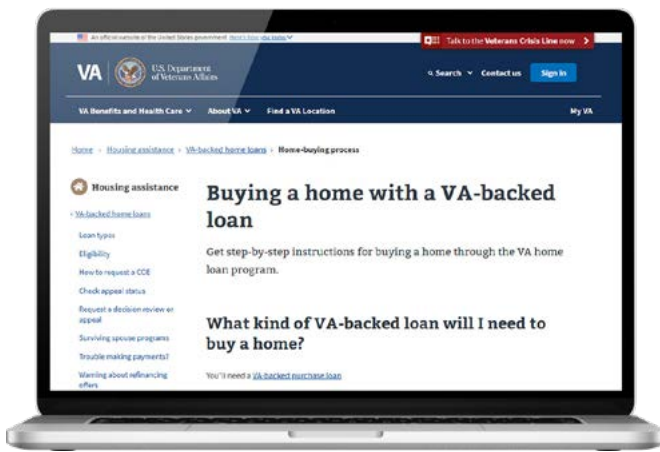 An official website of the United States government Here's how you know
Talk to the Veterans Crisis Line now
VA
U.S. Department
of Veterans Affairs
Search
Contact us
Sign in
VA Benefits and Health Care
About VA
Find a VA Location
My VA
Home › Housing assistance › VA-backed home loans › Home-buying process
Housing assistance
‹ VA-backed home loans
Loan types
Eligibility
How to request a COE
Check appeal status
Request a decision review or
appeal
Surviving spouse programs
Trouble making payments?
Warning about refinancing
offers
Buying a home with a VA-backed
loan
Get step-by-step instructions for buying a home through the VA home
loan program.
What kind of VA-backed loan will I need to
buy a home?
You'll need a VA-backed purchase loan